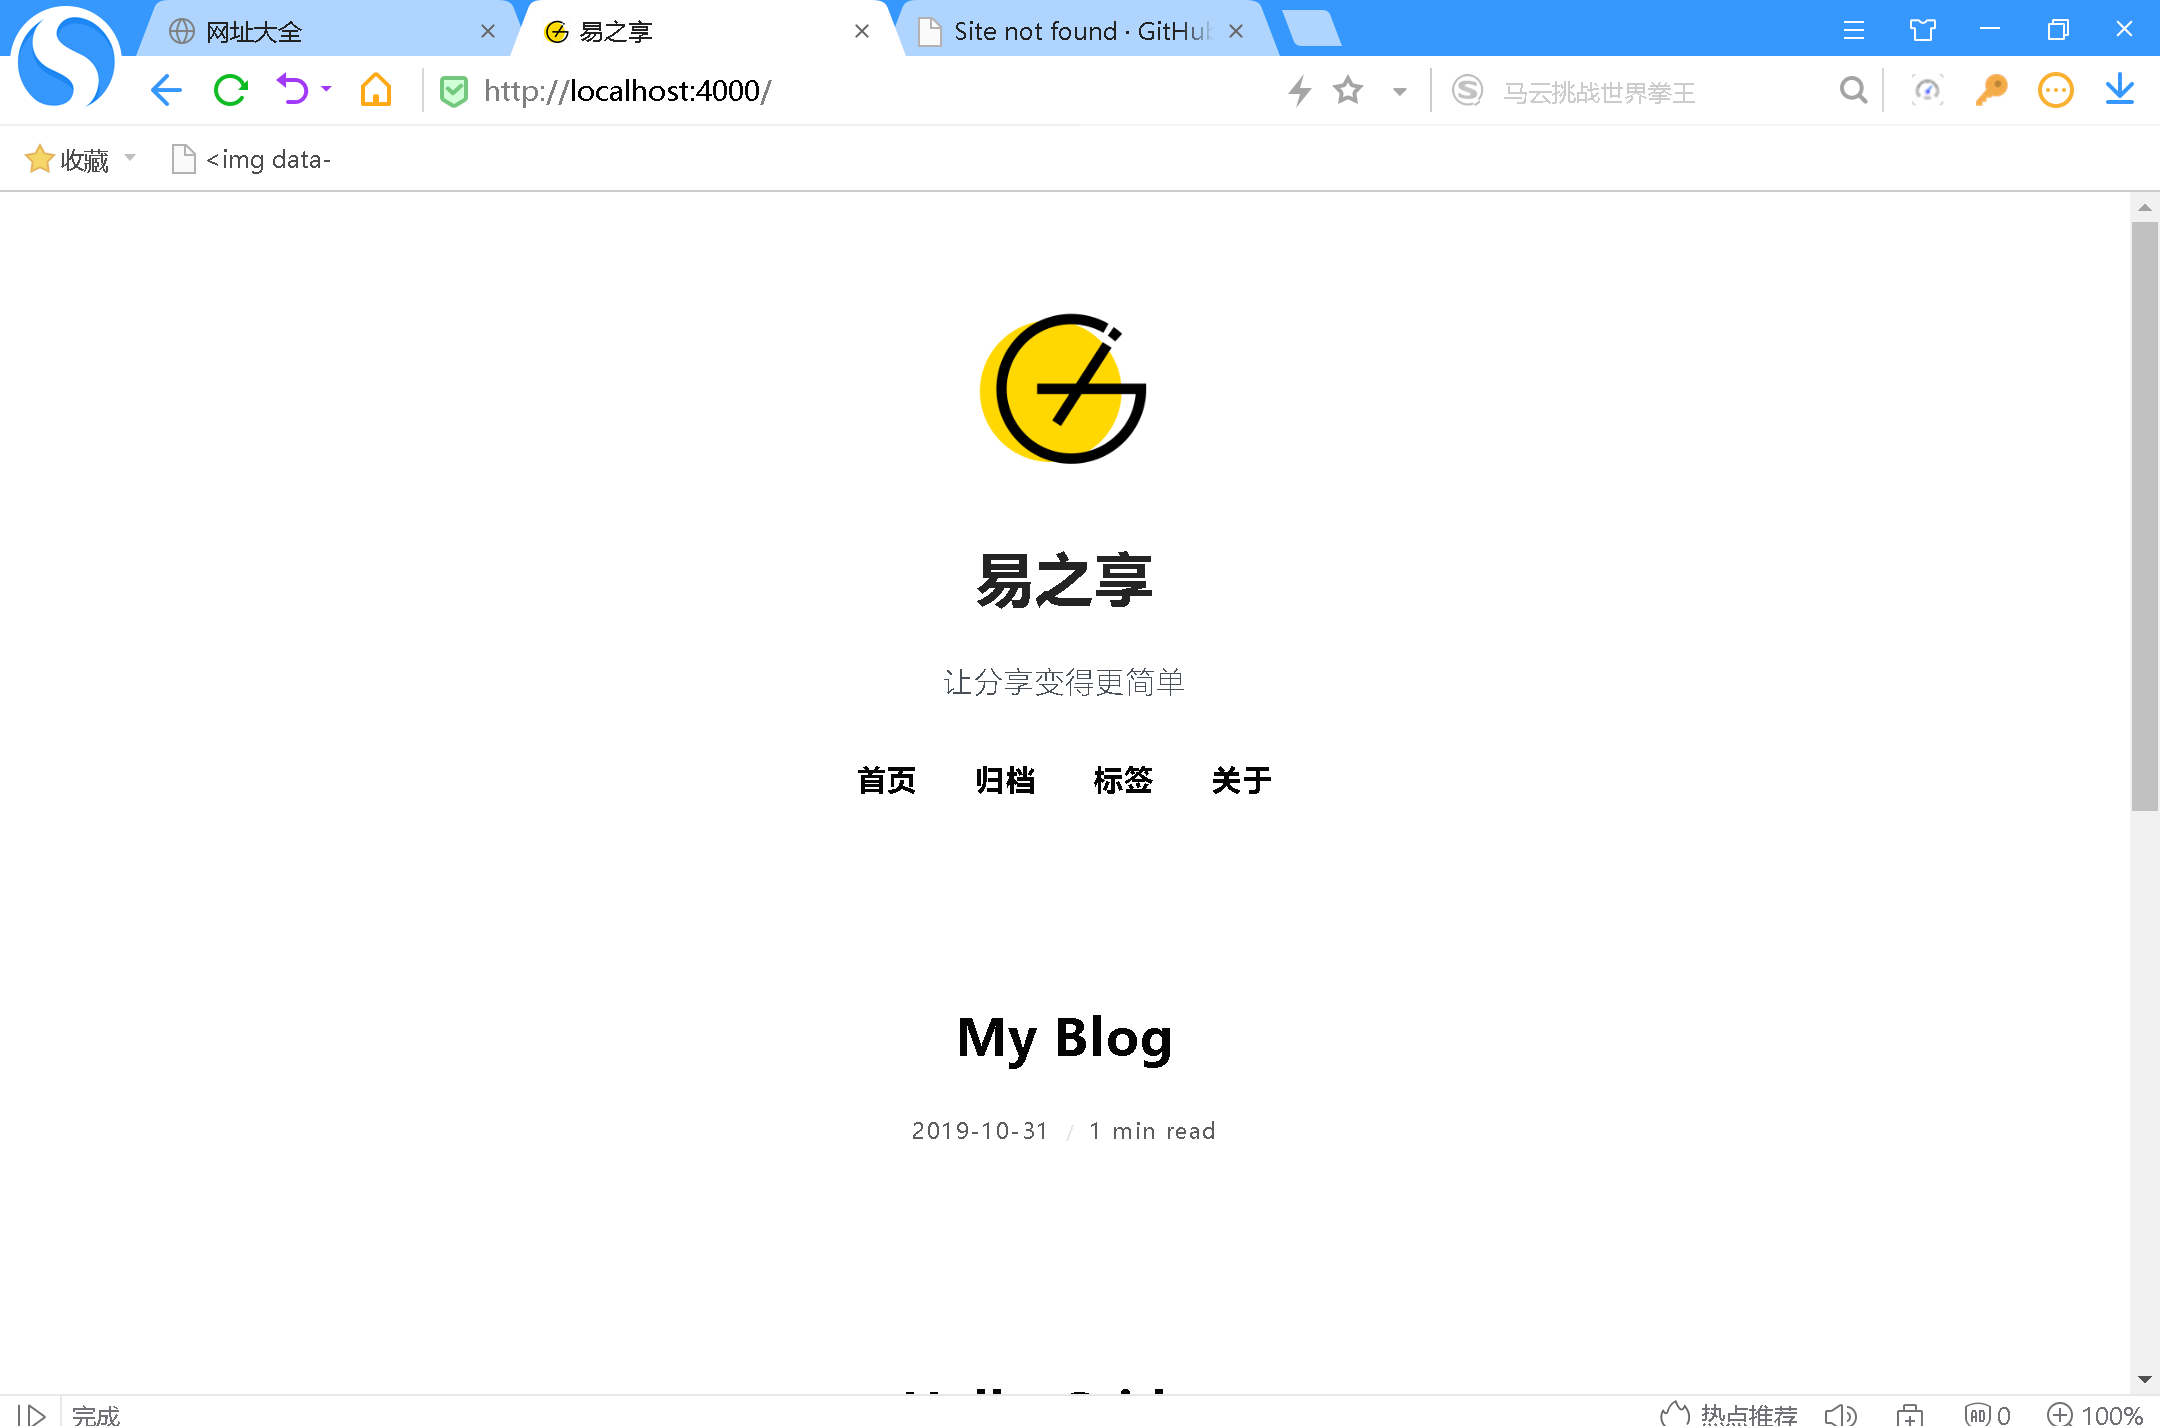 网址大全
易之享
Site not found · GitHub
http://localhost:4000/
马云挑战世界拳王
收藏
<img data-
易之享
让分享变得更简单
首页 归档 标签 关于
My Blog
2019-10-31 / 1 min read
完成
热点推荐
AD 0
100%